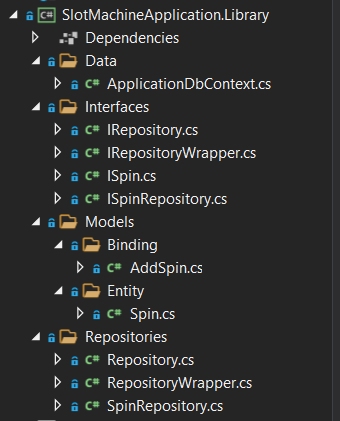 SlotMachineApplication.Library
Dependencies
Data
C# ApplicationDbContext.cs
Interfaces
C# IRepository.cs
C# IRepositoryWrapper.cs
C# ISpin.cs
C# ISpinRepository.cs
Models
Binding
C# AddSpin.cs
Entity
C# Spin.cs
Repositories
C# Repository.cs
C# RepositoryWrapper.cs
C# SpinRepository.cs